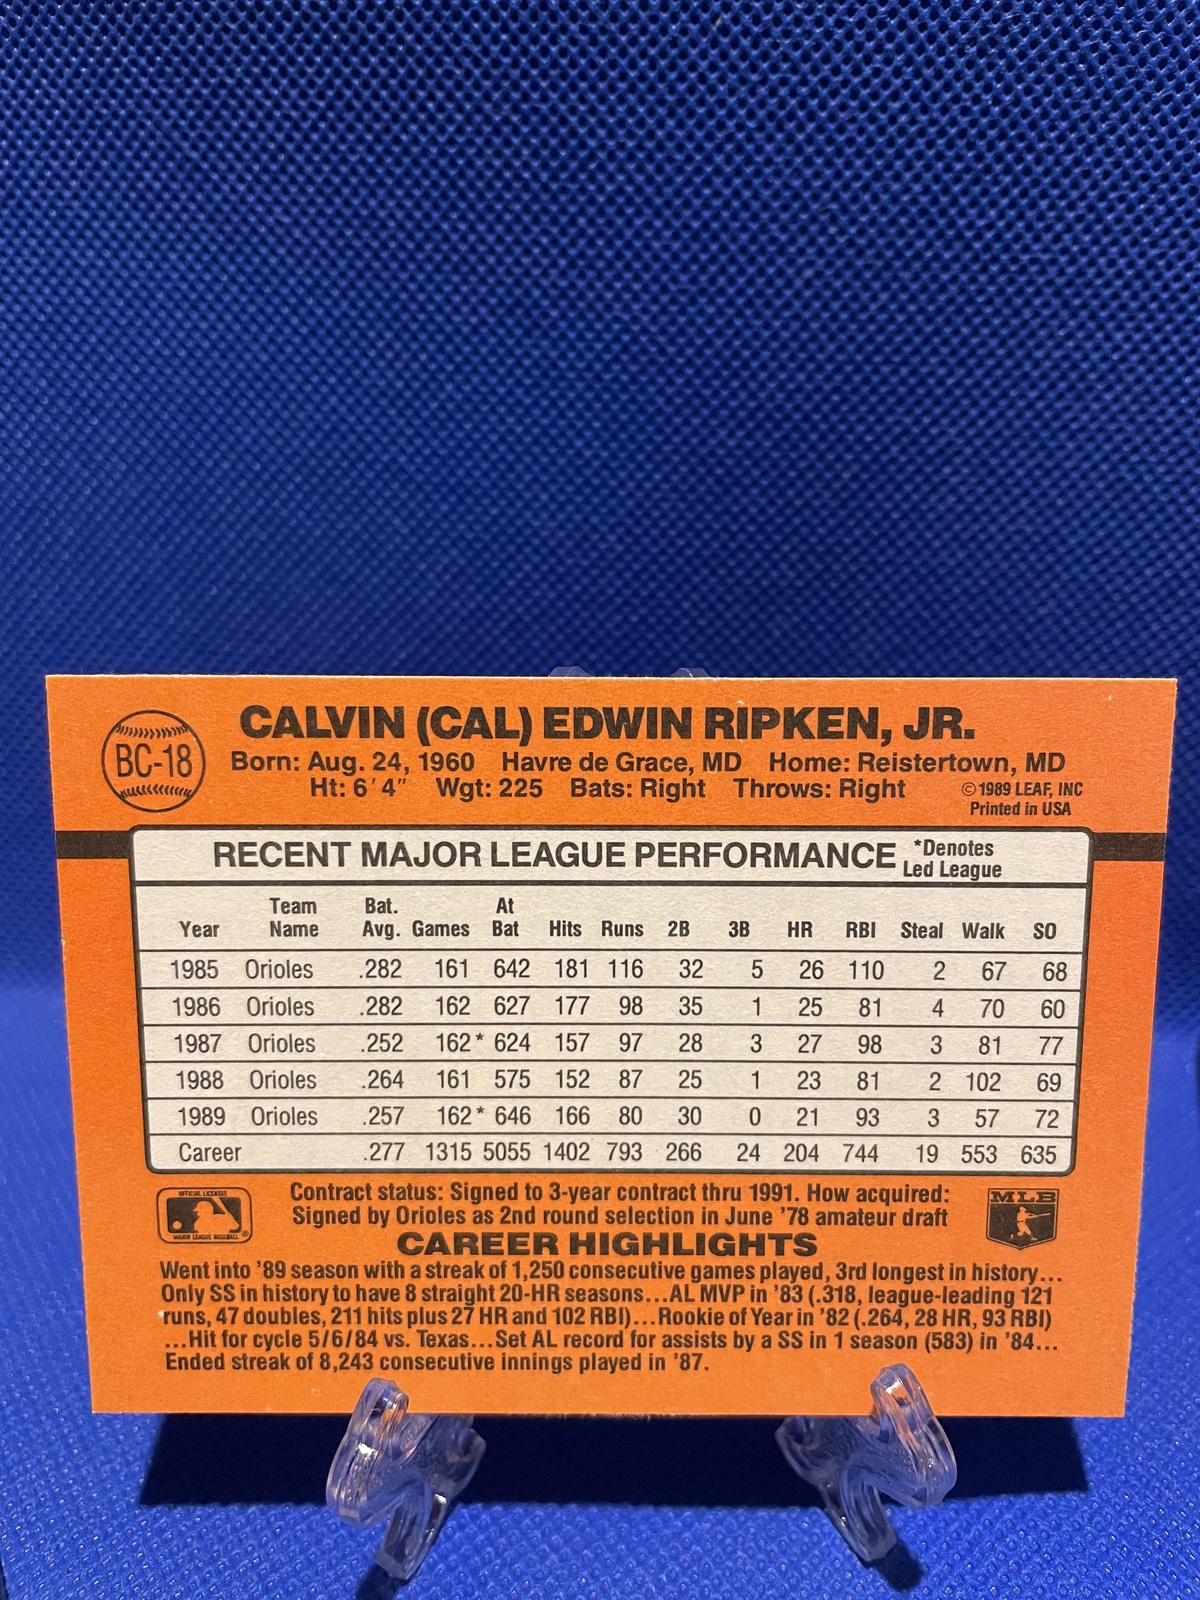 BC-18
CALVIN (CAL) EDWIN RIPKEN, JR.
Born: Aug. 24, 1960 Havre de Grace, MD Home: Reistertown, MD
Ht: 6´4˝ Wgt: 225 Bats: Right Throws: Right
© 1989 LEAF, INC
Printed in USA
RECENT MAJOR LEAGUE PERFORMANCE *Denotes
Led League
Year Team Name Bat. Avg. Games At Bat Hits Runs 2B 3B HR RBI Steal Walk SO
1985 Orioles .282 161 642 181 116 32 5 26 110 2 67 68
1986 Orioles .282 162 627 177 98 35 1 25 81 4 70 60
1987 Orioles .252 162* 624 157 97 28 3 27 98 3 81 77
1988 Orioles .264 161 575 152 87 25 1 23 81 2 102 69
1989 Orioles .257 162* 646 166 80 30 0 21 93 3 57 72
Career .277 1315 5055 1402 793 266 24 204 744 19 553 635
OFFICIAL LICENSEE
MAJOR LEAGUE BASEBALL
®
Contract status: Signed to 3-year contract thru 1991. How acquired:
Signed by Orioles as 2nd round selection in June '78 amateur draft
MLB
CAREER HIGHLIGHTS
Went into '89 season with a streak of 1,250 consecutive games played, 3rd longest in history...
Only SS in history to have 8 straight 20-HR seasons...AL MVP in '83 (.318, league-leading 121
runs, 47 doubles, 211 hits plus 27 HR and 102 RBI)...Rookie of Year in '82 (.264, 28 HR, 93 RBI)
...Hit for cycle 5/6/84 vs. Texas...Set AL record for assists by a SS in 1 season (583) in '84...
Ended streak of 8,243 consecutive innings played in '87.